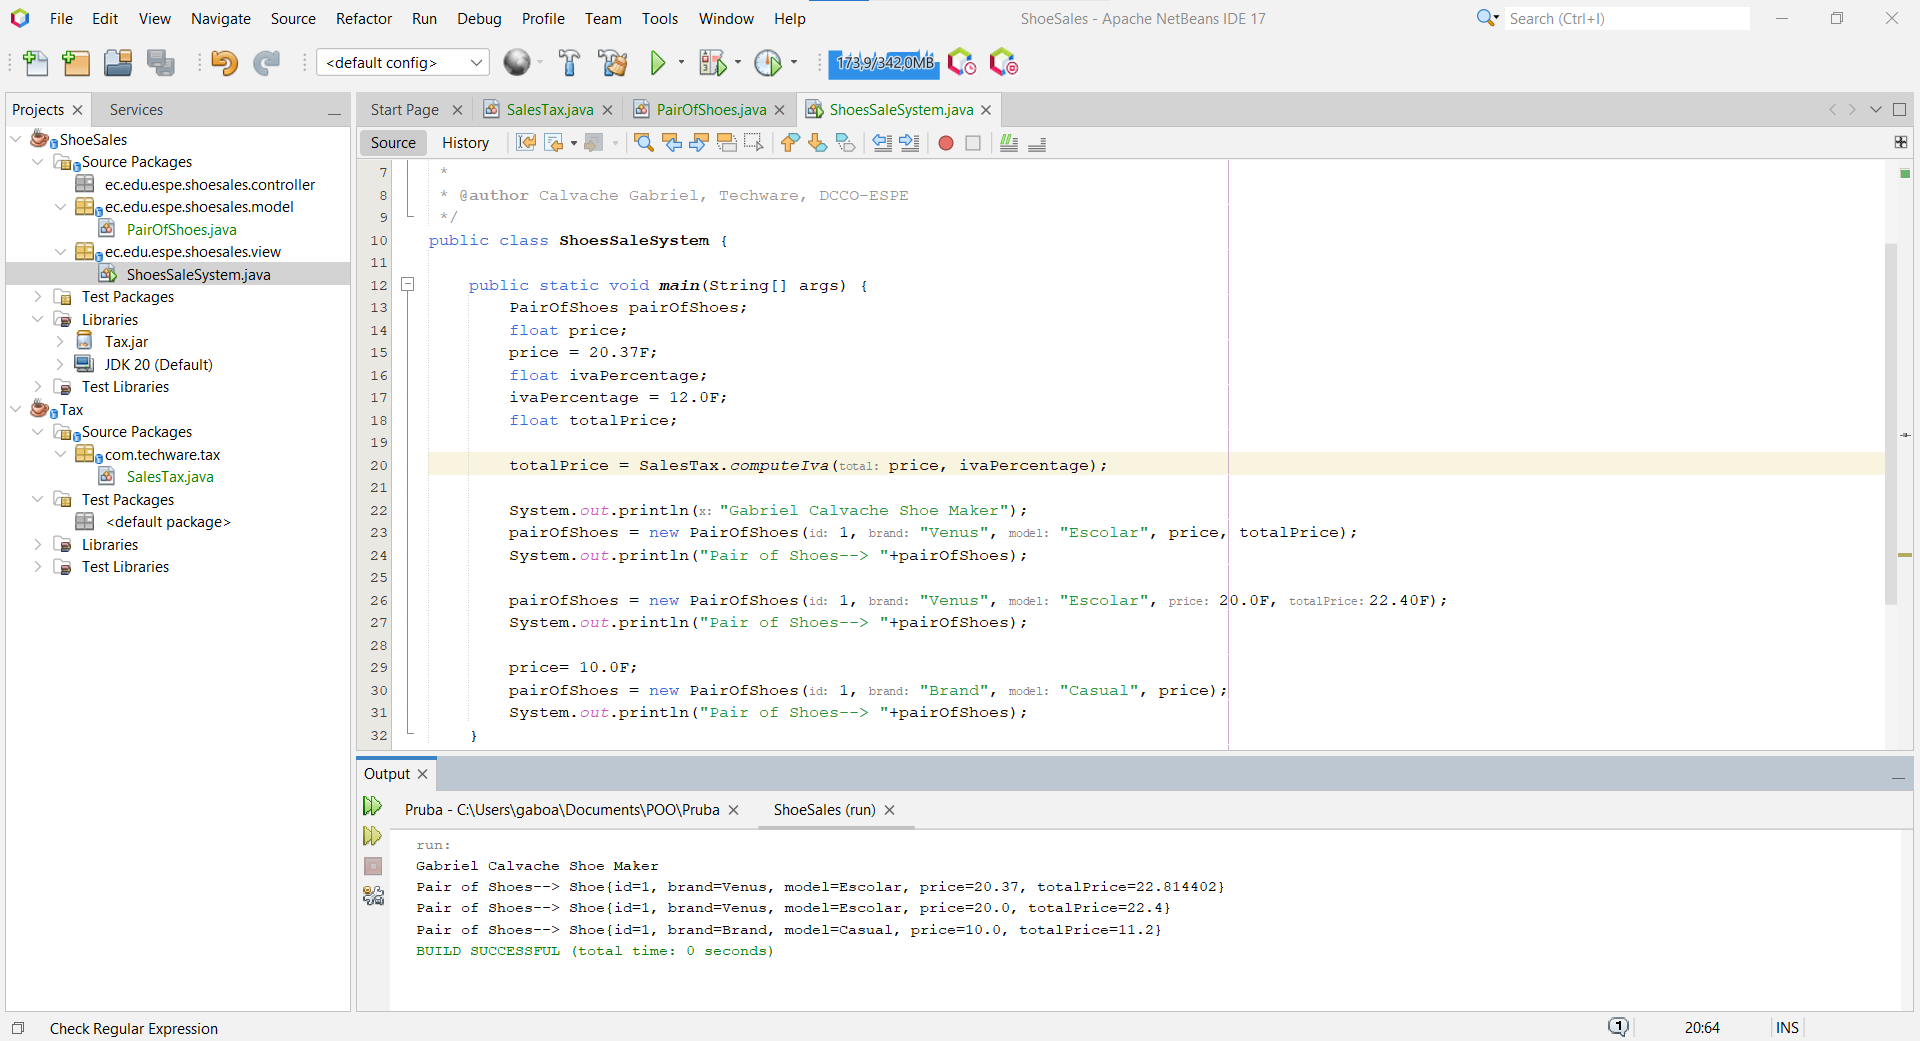 File Edit View Navigate Source Refactor Run Debug Profile Team Tools Window Help ShoeSales - Apache NetBeans IDE 17 Search (Ctrl+I)
<default config> 173,9/342,0MB
Projects Services
ShoeSales
Source Packages
ec.edu.espe.shoesales.controller
ec.edu.espe.shoesales.model
PairOfShoes.java
ec.edu.espe.shoesales.view
ShoesSaleSystem.java
Test Packages
Libraries
Tax.jar
JDK 20 (Default)
Test Libraries
Tax
Source Packages
com.techware.tax
SalesTax.java
Test Packages
<default package>
Libraries
Test Libraries
Start Page SalesTax.java PairOfShoes.java ShoesSaleSystem.java
Source History
7 *
8 * @author Calvache Gabriel, Techware, DCCO-ESPE
9 */
10 public class ShoesSaleSystem {
11
12 public static void main(String[] args) {
13 PairOfShoes pairOfShoes;
14 float price;
15 price = 20.37F;
16 float ivaPercentage;
17 ivaPercentage = 12.0F;
18 float totalPrice;
19
20 totalPrice = SalesTax.computeIva(total: price, ivaPercentage);
21
22 System.out.println(x: "Gabriel Calvache Shoe Maker");
23 pairOfShoes = new PairOfShoes(id: 1, brand: "Venus", model: "Escolar", price, totalPrice);
24 System.out.println("Pair of Shoes--> "+pairOfShoes);
25
26 pairOfShoes = new PairOfShoes(id: 1, brand: "Venus", model: "Escolar", price: 20.0F, totalPrice: 22.40F);
27 System.out.println("Pair of Shoes--> "+pairOfShoes);
28
29 price= 10.0F;
30 pairOfShoes = new PairOfShoes(id: 1, brand: "Brand", model: "Casual", price);
31 System.out.println("Pair of Shoes--> "+pairOfShoes);
32 }
Output
Pruba - C:\Users\gaboa\Documents\POO\Pruba ShoeSales (run)
run:
Gabriel Calvache Shoe Maker
Pair of Shoes--> Shoe{id=1, brand=Venus, model=Escolar, price=20.37, totalPrice=22.814402}
Pair of Shoes--> Shoe{id=1, brand=Venus, model=Escolar, price=20.0, totalPrice=22.4}
Pair of Shoes--> Shoe{id=1, brand=Brand, model=Casual, price=10.0, totalPrice=11.2}
BUILD SUCCESSFUL (total time: 0 seconds)
Check Regular Expression 1 20:64 INS